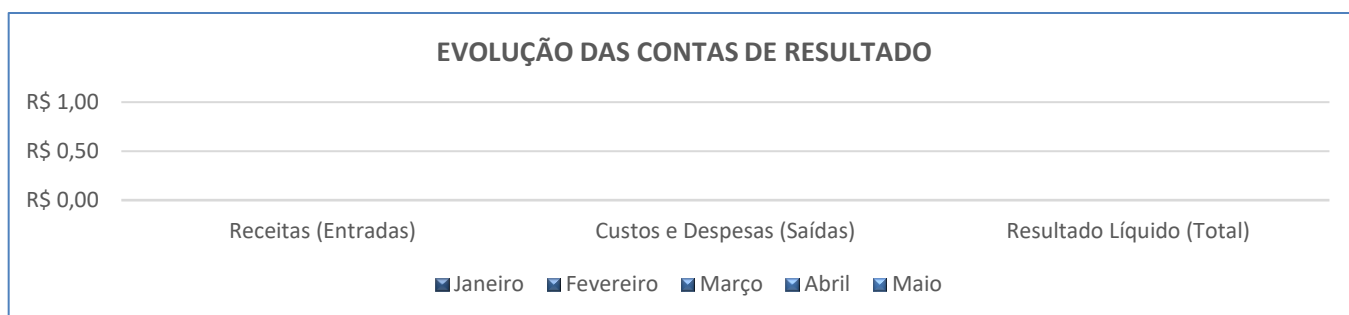 EVOLUÇÃO DAS CONTAS DE RESULTADO
R$ 1,00
R$ 0,50
R$ 0,00
Receitas (Entradas) Custos e Despesas (Saídas) Resultado Líquido (Total)
Janeiro Fevereiro Março Abril Maio